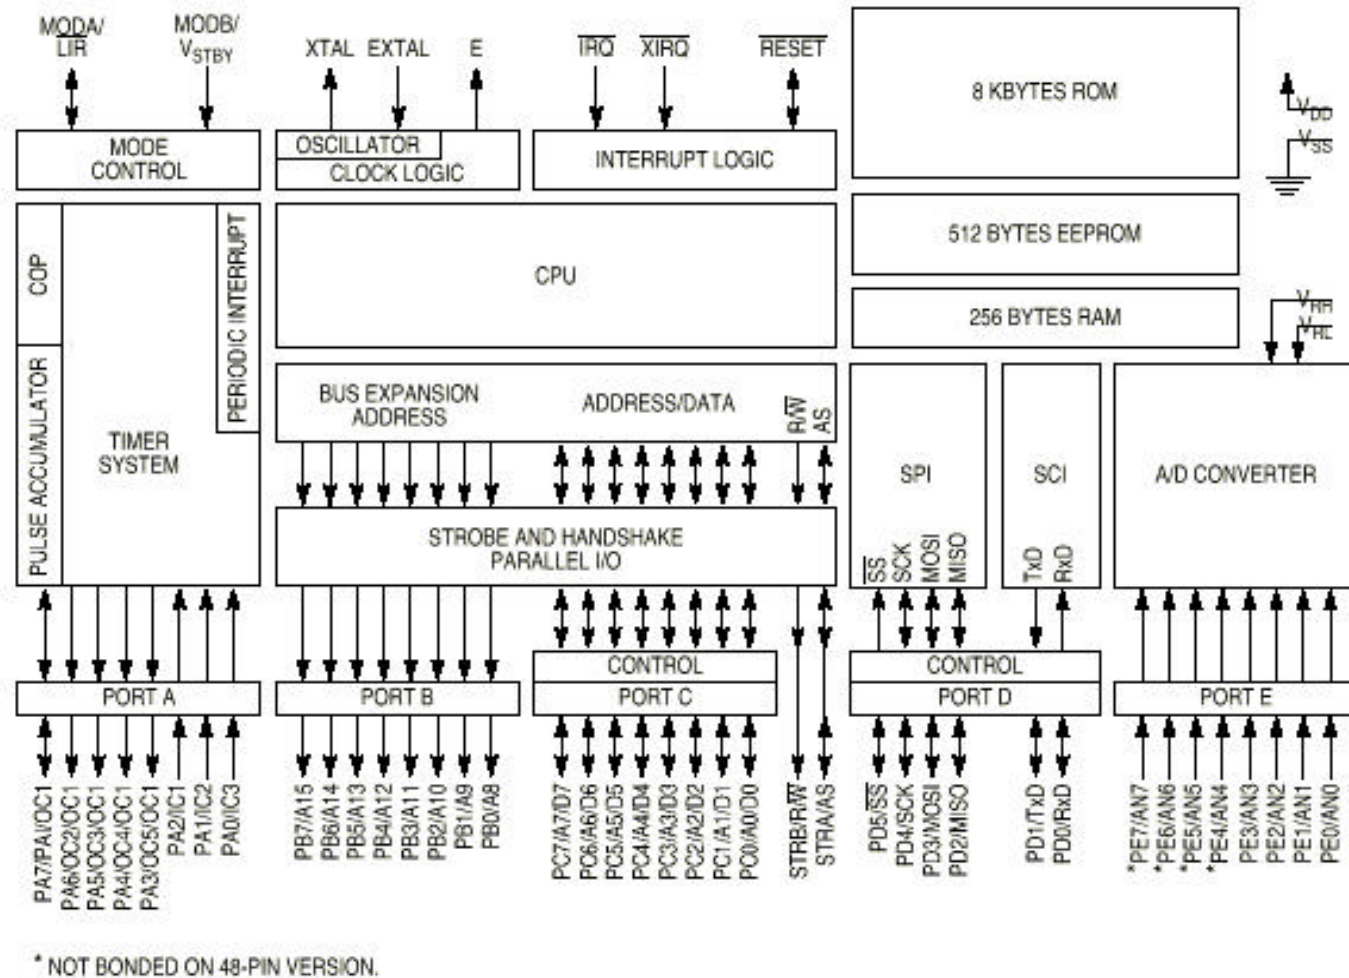 MODA/
LIR
MODB/
VSTBY
XTAL
EXTAL
E
IRQ
XIRQ
RESET
8 KBYTES ROM
VDD
VSS
MODE
CONTROL
OSCILLATOR
CLOCK LOGIC
INTERRUPT LOGIC
COP
PERIODIC INTERRUPT
CPU
512 BYTES EEPROM
256 BYTES RAM
VRH
VRL
PULSE ACCUMULATOR
TIMER
SYSTEM
BUS EXPANSION
ADDRESS
ADDRESS/DATA
R/W
AS
STROBE AND HANDSHAKE
PARALLEL I/O
SPI
SS
SCK
MOSI
MISO
SCI
TxD
RxD
A/D CONVERTER
CONTROL
CONTROL
PORT A
PORT B
PORT C
PORT D
PORT E
PA7/PAI/OC1
PA6/OC2/OC1
PA5/OC3/OC1
PA4/OC4/OC1
PA3/OC5/OC1
PA2/IC1
PA1/IC2
PA0/IC3
PB7/A15
PB6/A14
PB5/A13
PB4/A12
PB3/A11
PB2/A10
PB1/A9
PB0/A8
PC7/A7/D7
PC6/A6/D6
PC5/A5/D5
PC4/A4/D4
PC3/A3/D3
PC2/A2/D2
PC1/A1/D1
PC0/A0/D0
STRB/R/W
STRA/AS
PD5/SS
PD4/SCK
PD3/MOSI
PD2/MISO
PD1/TxD
PD0/RxD
*PE7/AN7
*PE6/AN6
*PE5/AN5
*PE4/AN4
PE3/AN3
PE2/AN2
PE1/AN1
PE0/AN0
* NOT BONDED ON 48-PIN VERSION.